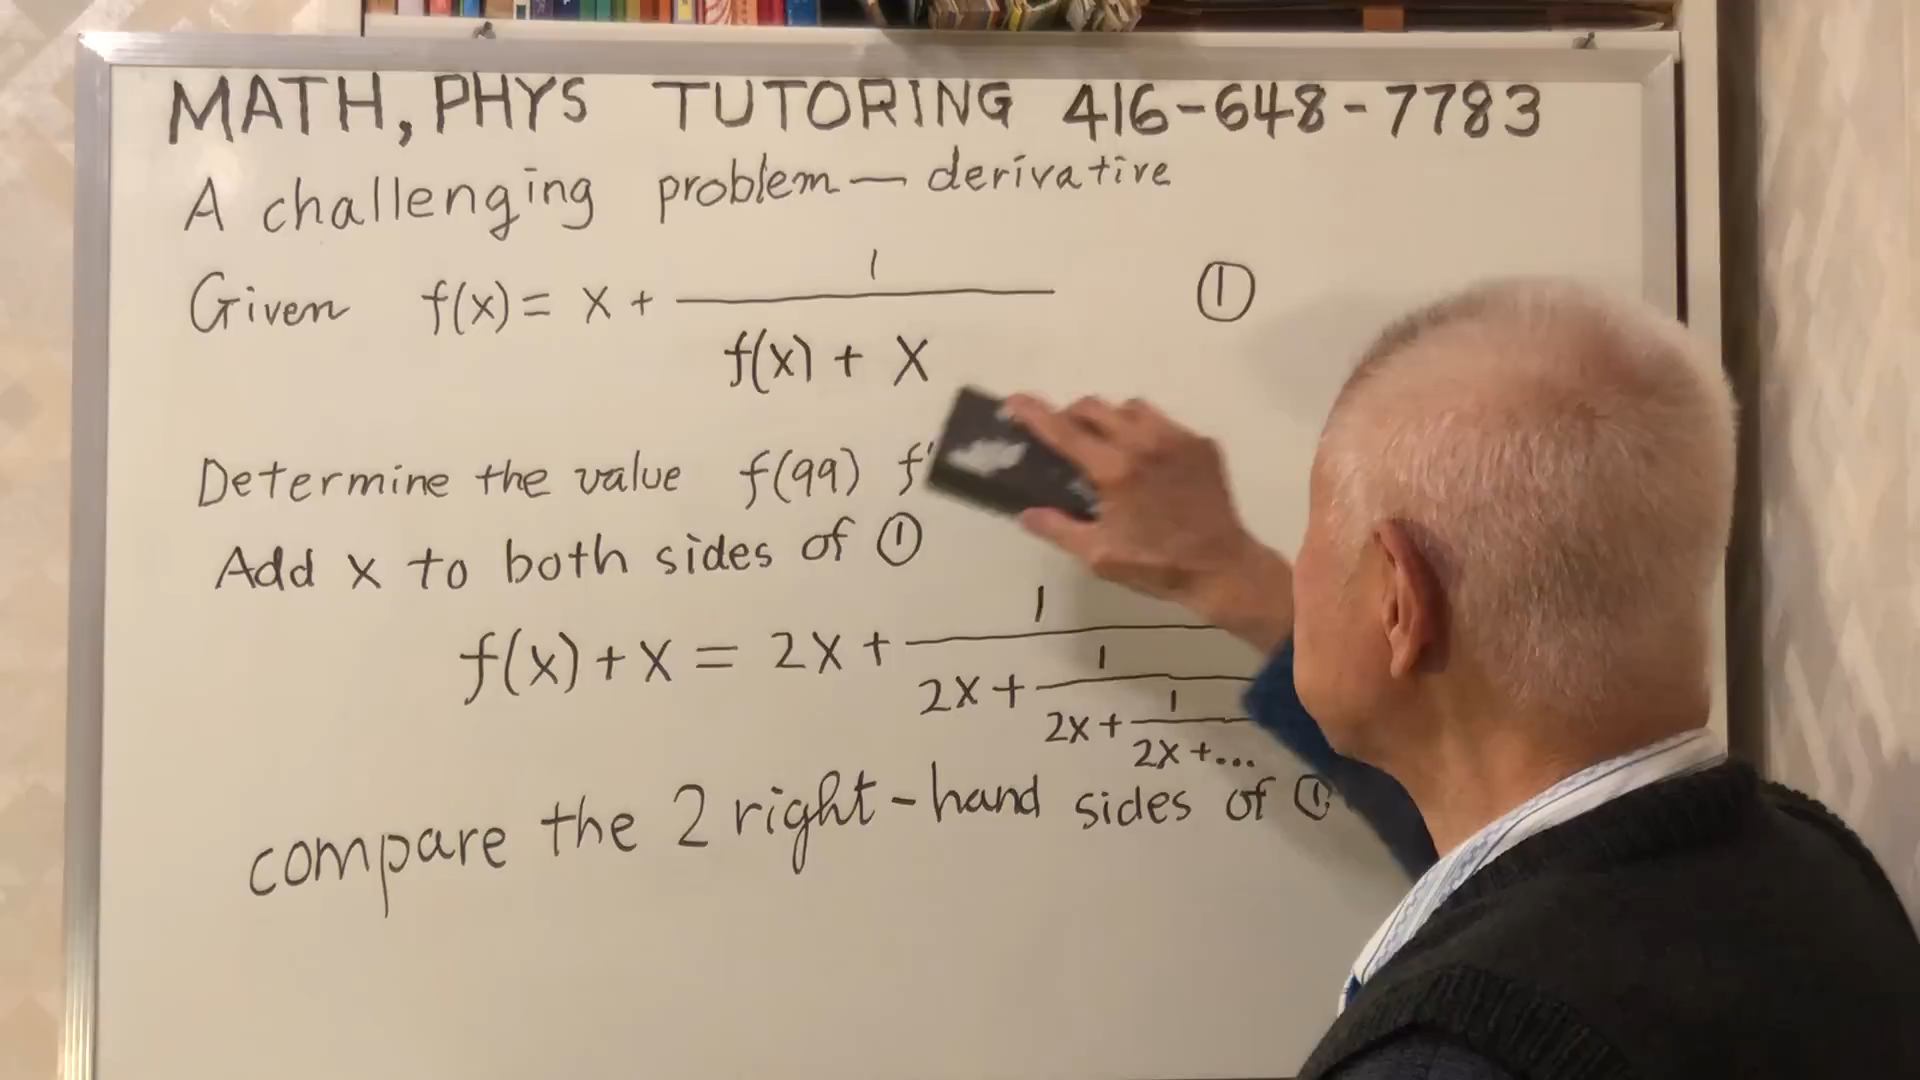 MATH, PHYS TUTORING 416-648-7783
A challenging problem — derivative
Given f(x) = x + 1 / (f(x) + x) ①
Determine the value f(99) f'
Add x to both sides of ①
f(x) + x = 2x + 1 / (2x + 1 / (2x + 1 / (2x + ...
compare the 2 right-hand sides of ①